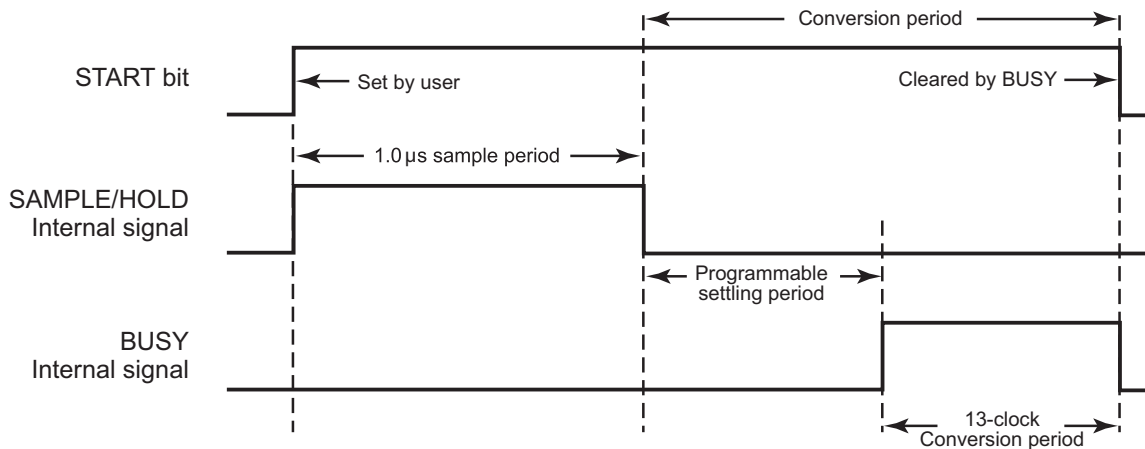 Conversion period
START bit
Set by user
Cleared by BUSY
1.0 µs sample period
SAMPLE/HOLD
Internal signal
Programmable
settling period
BUSY
Internal signal
13-clock
Conversion period